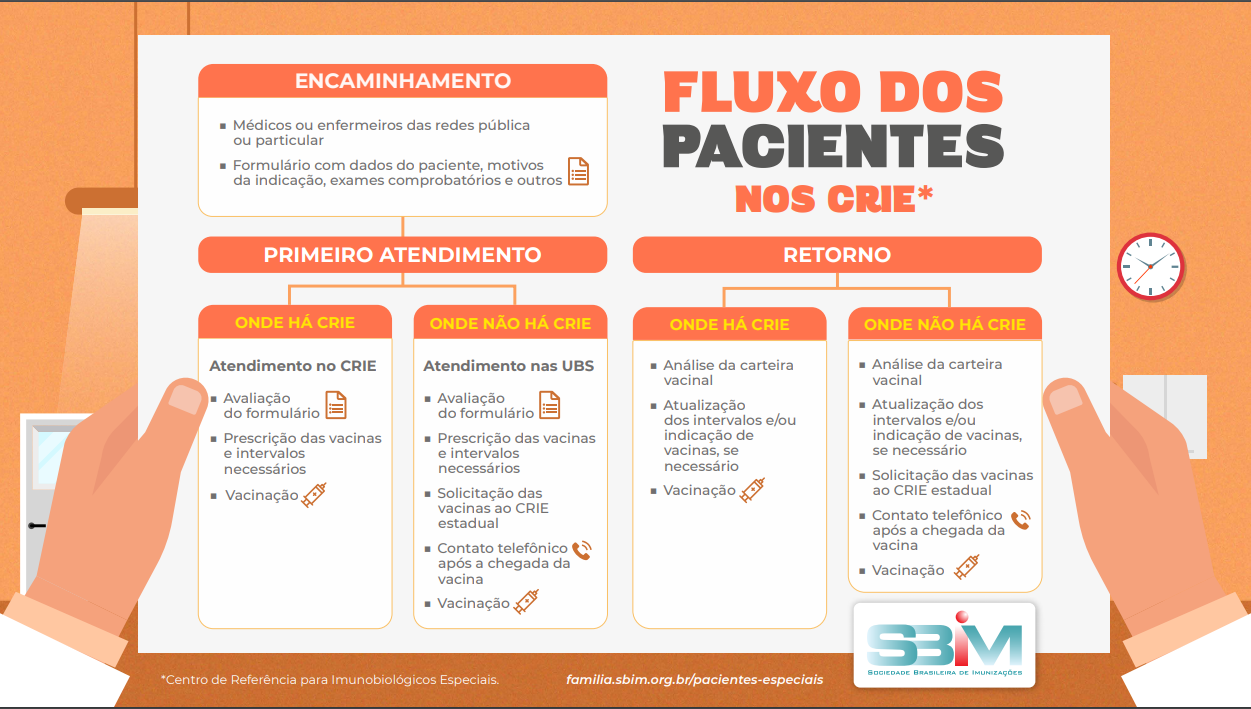 FLUXO DOS
PACIENTES
NOS CRIE*
ENCAMINHAMENTO
▪ Médicos ou enfermeiros das redes pública
ou particular
▪ Formulário com dados do paciente, motivos
da indicação, exames comprobatórios e outros
PRIMEIRO ATENDIMENTO
ONDE HÁ CRIE
Atendimento no CRIE
▪ Avaliação
do formulário
▪ Prescrição das vacinas
e intervalos
necessários
▪ Vacinação
ONDE NÃO HÁ CRIE
Atendimento nas UBS
▪ Avaliação
do formulário
▪ Prescrição das vacinas
e intervalos
necessários
▪ Solicitação das
vacinas ao CRIE
estadual
▪ Contato telefônico
após a chegada da
vacina
▪ Vacinação
RETORNO
ONDE HÁ CRIE
▪ Análise da carteira
vacinal
▪ Atualização
dos intervalos e/ou
indicação de
vacinas, se
necessário
▪ Vacinação
ONDE NÃO HÁ CRIE
▪ Análise da carteira
vacinal
▪ Atualização dos
intervalos e/ou
indicação de vacinas,
se necessário
▪ Solicitação das vacinas
ao CRIE estadual
▪ Contato telefônico
após a chegada da
vacina
▪ Vacinação
*Centro de Referência para Imunobiológicos Especiais.
familia.sbim.org.br/pacientes-especiais
SBiM
Sociedade Brasileira de Imunizações